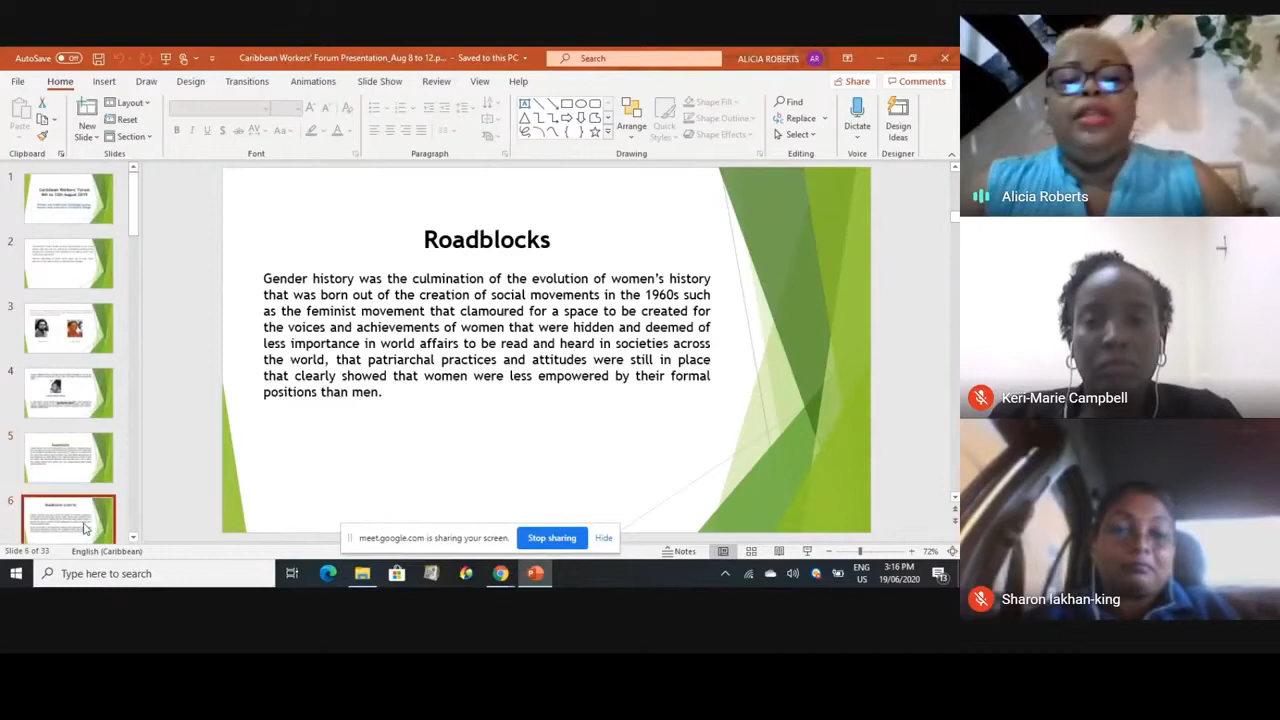 AutoSave Off
Caribbean Workers' Forum Presentation_Aug 8 to 12.p... - Saved to this PC
Search
ALICIA ROBERTS AR
File Home Insert Draw Design Transitions Animations Slide Show Review View Help
Share Comments
Paste
New Slide
Layout
Reset
Section
Arrange
Quick Styles
Shape Fill
Shape Outline
Shape Effects
Find
Replace
Select
Dictate
Design Ideas
Clipboard Slides Font Paragraph Drawing Editing Voice Designer
1
2
3
4
5
6
Roadblocks
Gender history was the culmination of the evolution of women's history
that was born out of the creation of social movements in the 1960s such
as the feminist movement that clamoured for a space to be created for
the voices and achievements of women that were hidden and deemed of
less importance in world affairs to be read and heard in societies across
the world, that patriarchal practices and attitudes were still in place
that clearly showed that women were less empowered by their formal
positions than men.
meet.google.com is sharing your screen. Stop sharing Hide
Slide 6 of 33 English (Caribbean) Notes 72%
Type here to search
ENG
US
3:16 PM
19/06/2020
13
Alicia Roberts
Keri-Marie Campbell
Sharon lakhan-king